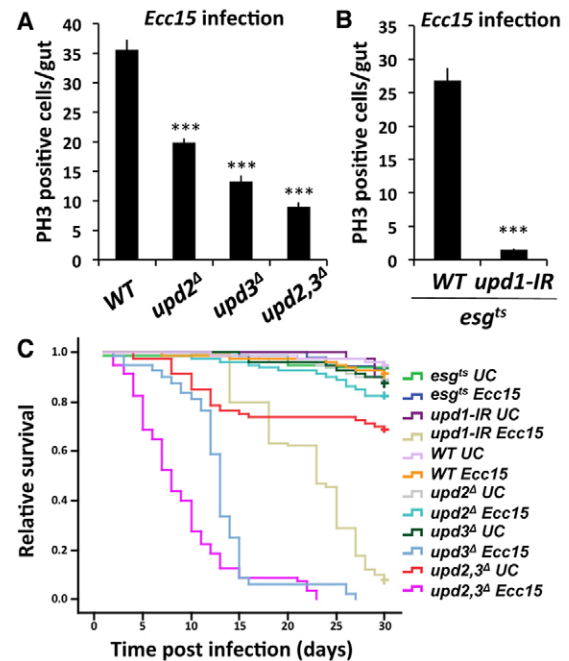 A
Ecc15 infection
PH3 positive cells/gut
40
35
30
25
20
15
10
5
0
***
***
***
WT
upd2Δ
upd3Δ
upd2,3Δ
B
Ecc15 infection
PH3 positive cells/gut
35
30
25
20
15
10
5
0
***
WT upd1-IR
esgts
C
Relative survival
1.0
0.8
0.6
0.4
0.2
0.0
0
5
10
15
20
25
30
Time post infection (days)
esgts UC
esgts Ecc15
upd1-IR UC
upd1-IR Ecc15
WT UC
WT Ecc15
upd2Δ UC
upd2Δ Ecc15
upd3Δ UC
upd3Δ Ecc15
upd2,3Δ UC
upd2,3Δ Ecc15